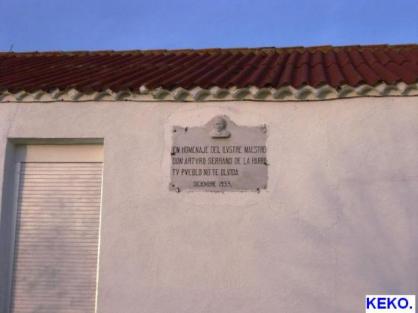 EN HOMENAJE DEL ILVSTRE MAESTRO
DON ARTVRO SERRANO DE LA
TV PVEBLO NO TE OLVIDA
DICIEMBRE
KEKO.